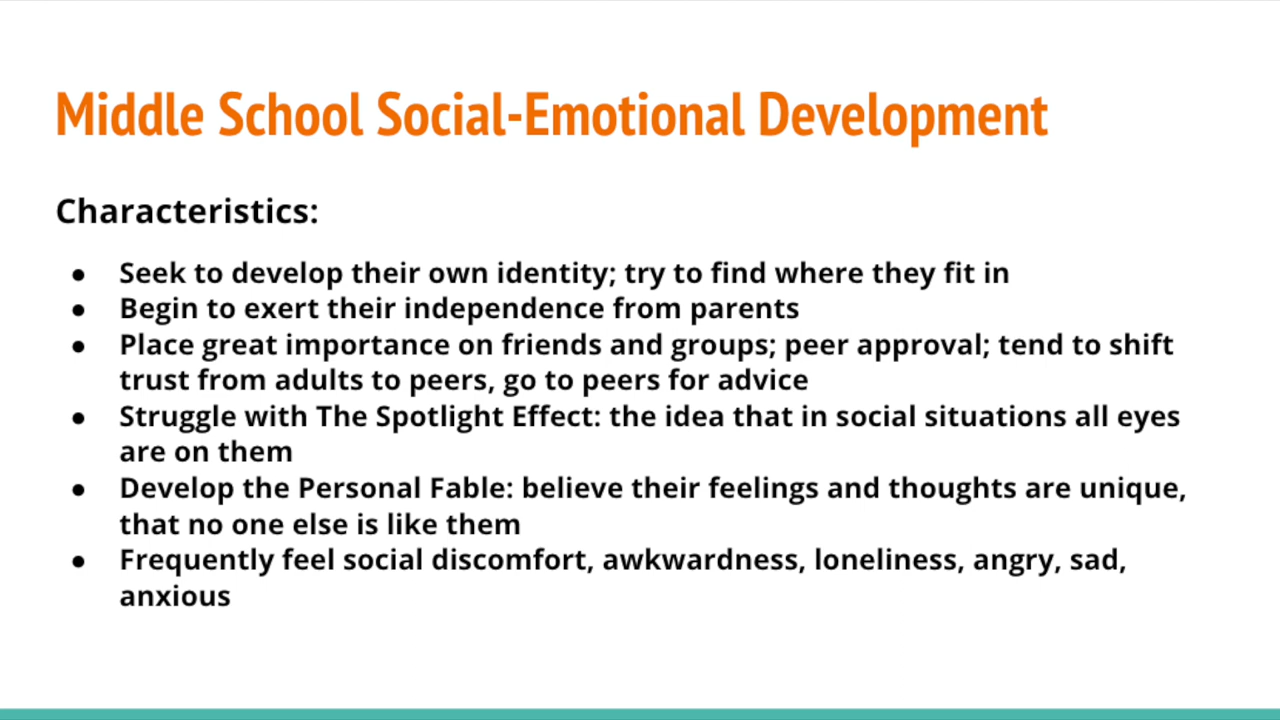 Middle School Social-Emotional Development
Characteristics:
● Seek to develop their own identity; try to find where they fit in
● Begin to exert their independence from parents
● Place great importance on friends and groups; peer approval; tend to shift
trust from adults to peers, go to peers for advice
● Struggle with The Spotlight Effect: the idea that in social situations all eyes
are on them
● Develop the Personal Fable: believe their feelings and thoughts are unique,
that no one else is like them
● Frequently feel social discomfort, awkwardness, loneliness, angry, sad,
anxious